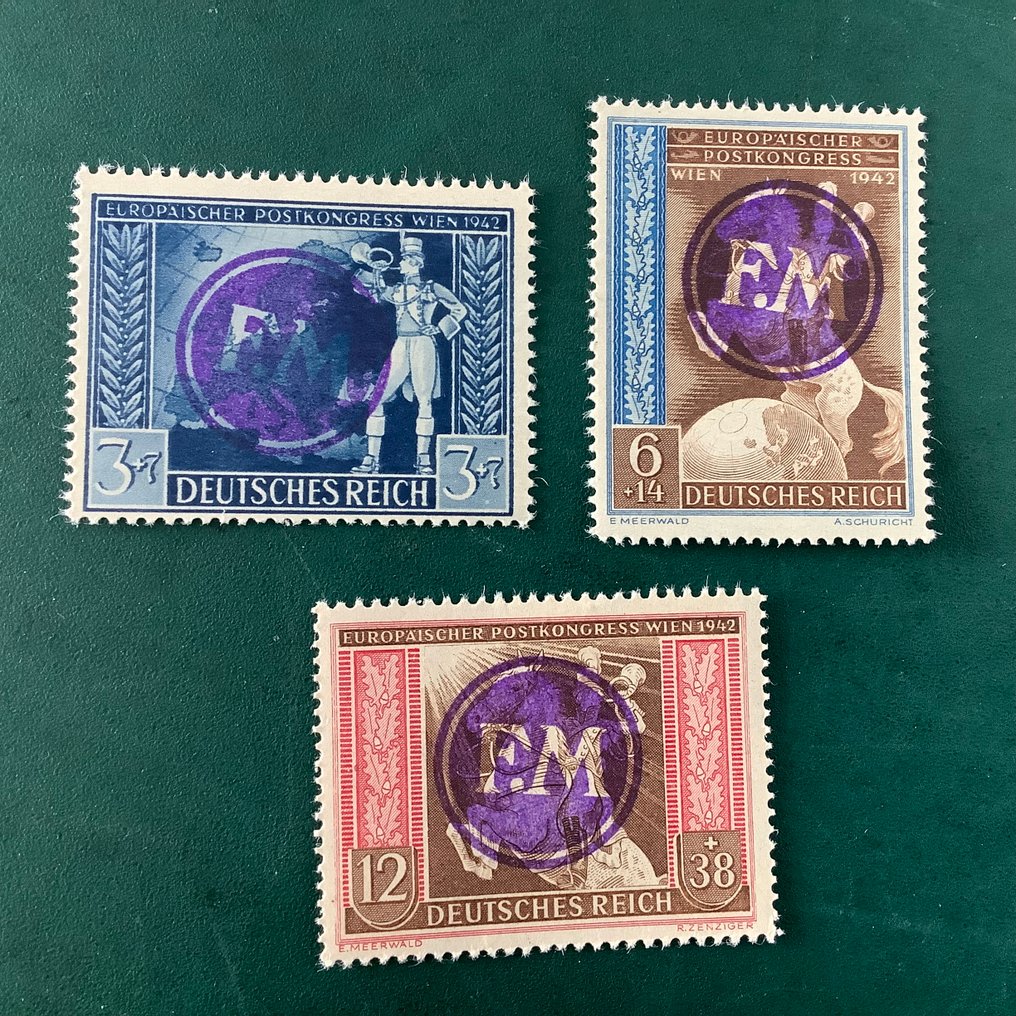 EUROPÄISCHER POSTKONGRESS WIEN 1942
F.M.
3+7
DEUTSCHES REICH
3+7
EUROPÄISCHER
POSTKONGRESS
WIEN 1942
F.M
6
+14
DEUTSCHES REICH
E MEERWALD A.SCHURICHT
EUROPÄISCHER POSTKONGRESS WIEN 1942
F.M
12
+
38
DEUTSCHES REICH
E.MEERWALD R.ZENZIGER